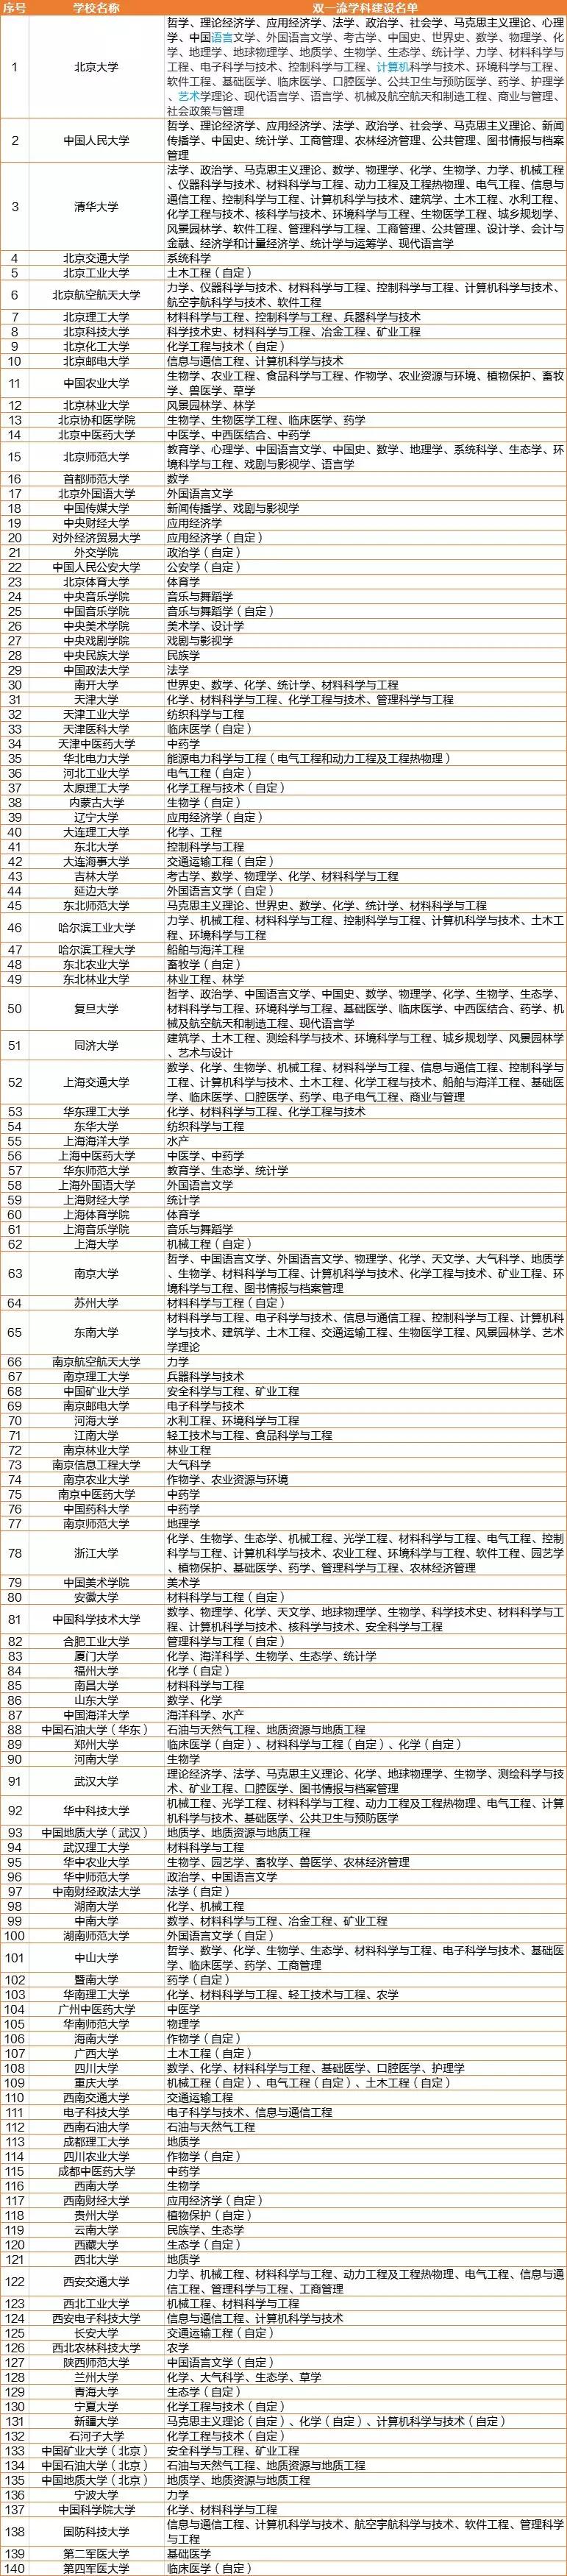 序号 学校名称 双一流学科建设名单
哲学、理论经济学、应用经济学、法学、政治学、社会学、马克思主义理论、心理
学、中国语言文学、外国语言文学、考古学、中国史、世界史、数学、物理学、化
学、地理学、地球物理学、地质学、生物学、生态学、统计学、力学、材料科学与
1 北京大学 工程、电子科学与技术、控制科学与工程、计算机科学与技术、环境科学与工程、
软件工程、基础医学、临床医学、口腔医学、公共卫生与预防医学、药学、护理学
、艺术学理论、现代语言学、语言学、机械及航空航天和制造工程、商业与管理、
社会政策与管理
哲学、理论经济学、应用经济学、法学、政治学、社会学、马克思主义理论、新闻
2 中国人民大学 传播学、中国史、统计学、工商管理、农林经济管理、公共管理、图书情报与档案
管理
法学、政治学、马克思主义理论、数学、物理学、化学、生物学、力学、机械工程
、仪器科学与技术、材料科学与工程、动力工程及工程热物理、电气工程、信息与
通信工程、控制科学与工程、计算机科学与技术、建筑学、土木工程、水利工程、
3 清华大学 化学工程与技术、核科学与技术、环境科学与工程、生物医学工程、城乡规划学、
风景园林学、软件工程、管理科学与工程、工商管理、公共管理、设计学、会计与
金融、经济学和计量经济学、统计学与运筹学、现代语言学
4 北京交通大学 系统科学
5 北京工业大学 土木工程（自定）
6 北京航空航天大学 力学、仪器科学与技术、材料科学与工程、控制科学与工程、计算机科学与技术、
航空宇航科学与技术、软件工程
7 北京理工大学 材料科学与工程、控制科学与工程、兵器科学与技术
8 北京科技大学 科学技术史、材料科学与工程、冶金工程、矿业工程
9 北京化工大学 化学工程与技术（自定）
10 北京邮电大学 信息与通信工程、计算机科学与技术
11 中国农业大学 生物学、农业工程、食品科学与工程、作物学、农业资源与环境、植物保护、畜牧
学、兽医学、草学
12 北京林业大学 风景园林学、林学
13 北京协和医学院 生物学、生物医学工程、临床医学、药学
14 北京中医药大学 中医学、中西医结合、中药学
15 北京师范大学 教育学、心理学、中国语言文学、中国史、数学、地理学、系统科学、生态学、环
境科学与工程、戏剧与影视学、语言学
16 首都师范大学 数学
17 北京外国语大学 外国语言文学
18 中国传媒大学 新闻传播学、戏剧与影视学
19 中央财经大学 应用经济学
20 对外经济贸易大学 应用经济学（自定）
21 外交学院 政治学（自定）
22 中国人民公安大学 公安学（自定）
23 北京体育大学 体育学
24 中央音乐学院 音乐与舞蹈学
25 中国音乐学院 音乐与舞蹈学（自定）
26 中央美术学院 美术学、设计学
27 中央戏剧学院 戏剧与影视学
28 中央民族大学 民族学
29 中国政法大学 法学
30 南开大学 世界史、数学、化学、统计学、材料科学与工程
31 天津大学 化学、材料科学与工程、化学工程与技术、管理科学与工程
32 天津工业大学 纺织科学与工程
33 天津医科大学 临床医学（自定）
34 天津中医药大学 中药学
35 华北电力大学 能源电力科学与工程（电气工程和动力工程及工程热物理）
36 河北工业大学 电气工程（自定）
37 太原理工大学 化学工程与技术（自定）
38 内蒙古大学 生物学（自定）
39 辽宁大学 应用经济学（自定）
40 大连理工大学 化学、工程
41 东北大学 控制科学与工程
42 大连海事大学 交通运输工程（自定）
43 吉林大学 考古学、数学、物理学、化学、材料科学与工程
44 延边大学 外国语言文学（自定）
45 东北师范大学 马克思主义理论、世界史、数学、化学、统计学、材料科学与工程
46 哈尔滨工业大学 力学、机械工程、材料科学与工程、控制科学与工程、计算机科学与技术、土木工
程、环境科学与工程
47 哈尔滨工程大学 船舶与海洋工程
48 东北农业大学 畜牧学（自定）
49 东北林业大学 林业工程、林学
哲学、政治学、中国语言文学、中国史、数学、物理学、化学、生物学、生态学、
50 复旦大学 材料科学与工程、环境科学与工程、基础医学、临床医学、中西医结合、药学、机
械及航空航天和制造工程、现代语言学
51 同济大学 建筑学、土木工程、测绘科学与技术、环境科学与工程、城乡规划学、风景园林学
、艺术与设计
数学、化学、生物学、机械工程、材料科学与工程、信息与通信工程、控制科学与
52 上海交通大学 工程、计算机科学与技术、土木工程、化学工程与技术、船舶与海洋工程、基础医
学、临床医学、口腔医学、药学、电子电气工程、商业与管理
53 华东理工大学 化学、材料科学与工程、化学工程与技术
54 东华大学 纺织科学与工程
55 上海海洋大学 水产
56 上海中医药大学 中医学、中药学
57 华东师范大学 教育学、生态学、统计学
58 上海外国语大学 外国语言文学
59 上海财经大学 统计学
60 上海体育学院 体育学
61 上海音乐学院 音乐与舞蹈学
62 上海大学 机械工程（自定）
哲学、中国语言文学、外国语言文学、物理学、化学、天文学、大气科学、地质学
63 南京大学 、生物学、材料科学与工程、计算机科学与技术、化学工程与技术、矿业工程、环
境科学与工程、图书情报与档案管理
64 苏州大学 材料科学与工程（自定）
材料科学与工程、电子科学与技术、信息与通信工程、控制科学与工程、计算机科
65 东南大学 学与技术、建筑学、土木工程、交通运输工程、生物医学工程、风景园林学、艺术
学理论
66 南京航空航天大学 力学
67 南京理工大学 兵器科学与技术
68 中国矿业大学 安全科学与工程、矿业工程
69 南京邮电大学 电子科学与技术
70 河海大学 水利工程、环境科学与工程
71 江南大学 轻工技术与工程、食品科学与工程
72 南京林业大学 林业工程
73 南京信息工程大学 大气科学
74 南京农业大学 作物学、农业资源与环境
75 南京中医药大学 中药学
76 中国药科大学 中药学
77 南京师范大学 地理学
化学、生物学、生态学、机械工程、光学工程、材料科学与工程、电气工程、控制
78 浙江大学 科学与工程、计算机科学与技术、农业工程、环境科学与工程、软件工程、园艺学
、植物保护、基础医学、药学、管理科学与工程、农林经济管理
79 中国美术学院 美术学
80 安徽大学 材料科学与工程（自定）
81 中国科学技术大学 数学、物理学、化学、天文学、地球物理学、生物学、科学技术史、材料科学与工
程、计算机科学与技术、核科学与技术、安全科学与工程
82 合肥工业大学 管理科学与工程（自定）
83 厦门大学 化学、海洋科学、生物学、生态学、统计学
84 福州大学 化学（自定）
85 南昌大学 材料科学与工程
86 山东大学 数学、化学
87 中国海洋大学 海洋科学、水产
88 中国石油大学（华东） 石油与天然气工程、地质资源与地质工程
89 郑州大学 临床医学（自定）、材料科学与工程（自定）、化学（自定）
90 河南大学 生物学
91 武汉大学 理论经济学、法学、马克思主义理论、化学、地球物理学、生物学、测绘科学与技
术、矿业工程、口腔医学、图书情报与档案管理
92 华中科技大学 机械工程、光学工程、材料科学与工程、动力工程及工程热物理、电气工程、计算
机科学与技术、基础医学、公共卫生与预防医学
93 中国地质大学（武汉） 地质学、地质资源与地质工程
94 武汉理工大学 材料科学与工程
95 华中农业大学 生物学、园艺学、畜牧学、兽医学、农林经济管理
96 华中师范大学 政治学、中国语言文学
97 中南财经政法大学 法学（自定）
98 湖南大学 化学、机械工程
99 中南大学 数学、材料科学与工程、冶金工程、矿业工程
100 湖南师范大学 外国语言文学（自定）
101 中山大学 哲学、数学、化学、生物学、生态学、材料科学与工程、电子科学与技术、基础医
学、临床医学、药学、工商管理
102 暨南大学 药学（自定）
103 华南理工大学 化学、材料科学与工程、轻工技术与工程、农学
104 广州中医药大学 中医学
105 华南师范大学 物理学
106 海南大学 作物学（自定）
107 广西大学 土木工程（自定）
108 四川大学 数学、化学、材料科学与工程、基础医学、口腔医学、护理学
109 重庆大学 机械工程（自定）、电气工程（自定）、土木工程（自定）
110 西南交通大学 交通运输工程
111 电子科技大学 电子科学与技术、信息与通信工程
112 西南石油大学 石油与天然气工程
113 成都理工大学 地质学
114 四川农业大学 作物学（自定）
115 成都中医药大学 中药学
116 西南大学 生物学
117 西南财经大学 应用经济学（自定）
118 贵州大学 植物保护（自定）
119 云南大学 民族学、生态学
120 西藏大学 生态学（自定）
121 西北大学 地质学
122 西安交通大学 力学、机械工程、材料科学与工程、动力工程及工程热物理、电气工程、信息与通
信工程、管理科学与工程、工商管理
123 西北工业大学 机械工程、材料科学与工程
124 西安电子科技大学 信息与通信工程、计算机科学与技术
125 长安大学 交通运输工程（自定）
126 西北农林科技大学 农学
127 陕西师范大学 中国语言文学（自定）
128 兰州大学 化学、大气科学、生态学、草学
129 青海大学 生态学（自定）
130 宁夏大学 化学工程与技术（自定）
131 新疆大学 马克思主义理论（自定）、化学（自定）、计算机科学与技术（自定）
132 石河子大学 化学工程与技术（自定）
133 中国矿业大学（北京） 安全科学与工程、矿业工程
134 中国石油大学（北京） 石油与天然气工程、地质资源与地质工程
135 中国地质大学（北京） 地质学、地质资源与地质工程
136 宁波大学 力学
137 中国科学院大学 化学、材料科学与工程
138 国防科技大学 信息与通信工程、计算机科学与技术、航空宇航科学与技术、软件工程、管理科学
与工程
139 第二军医大学 基础医学
140 第四军医大学 临床医学（自定）